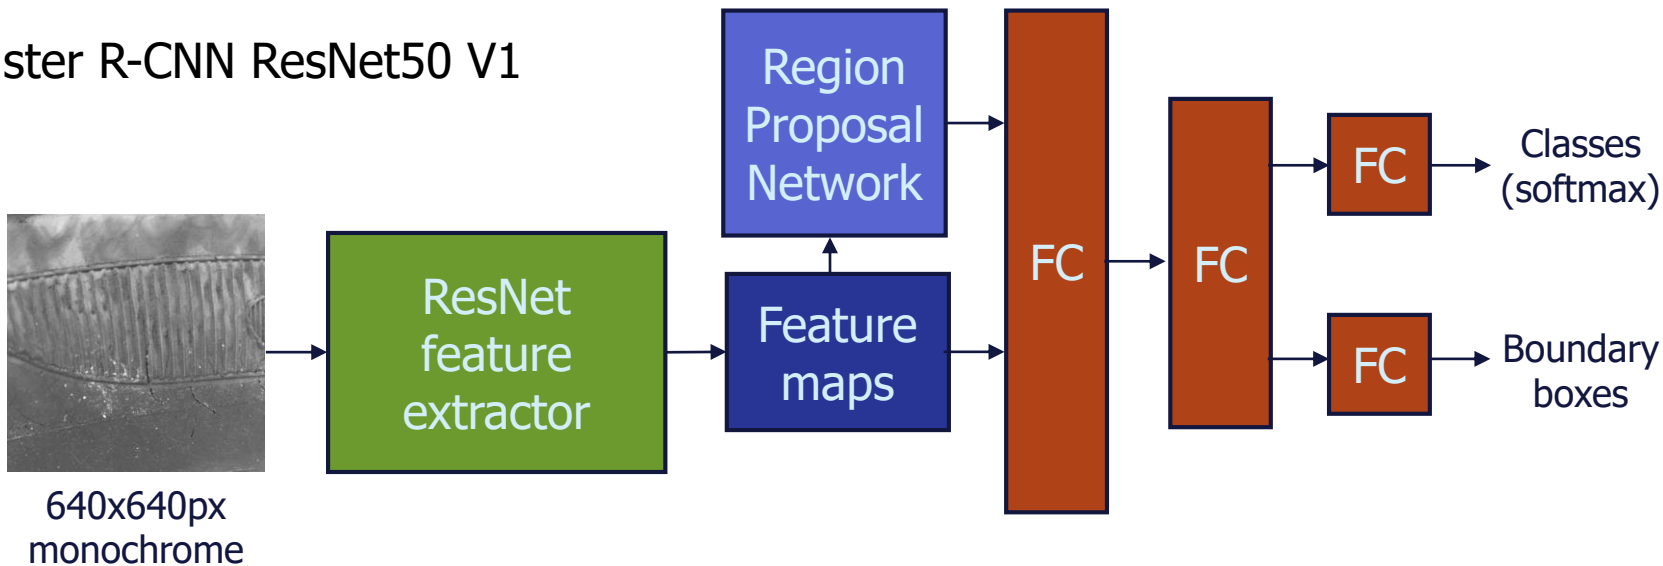 ster R-CNN ResNet50 V1
Region
Proposal
Network
ResNet
feature
extractor
Feature
maps
FC
FC
FC
FC
Classes
(softmax)
Boundary
boxes
640x640px
monochrome